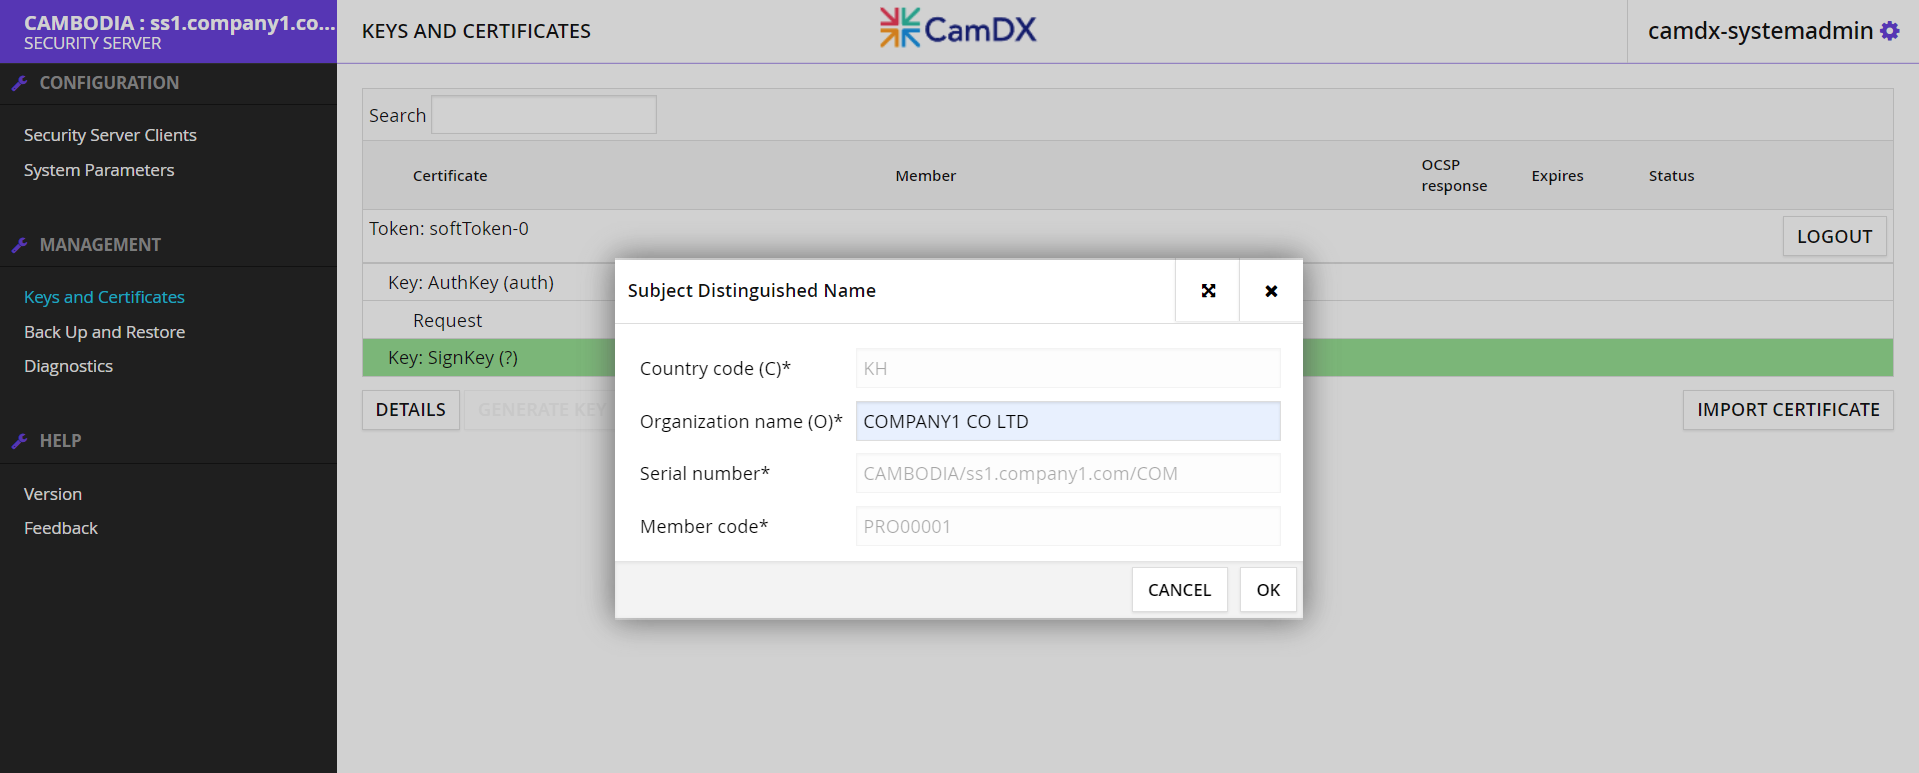 CAMBODIA : ss1.company1.co...
SECURITY SERVER
KEYS AND CERTIFICATES
CamDX
camdx-systemadmin
CONFIGURATION
Security Server Clients
System Parameters
MANAGEMENT
Keys and Certificates
Back Up and Restore
Diagnostics
HELP
Version
Feedback
Search
Certificate Member OCSP response Expires Status
Token: softToken-0
LOGOUT
Key: AuthKey (auth)
Request
Key: SignKey (?)
DETAILS GENERATE KEY IMPORT CERTIFICATE
Subject Distinguished Name
Country code (C)* KH
Organization name (O)* COMPANY1 CO LTD
Serial number* CAMBODIA/ss1.company1.com/COM
Member code* PRO00001
CANCEL OK